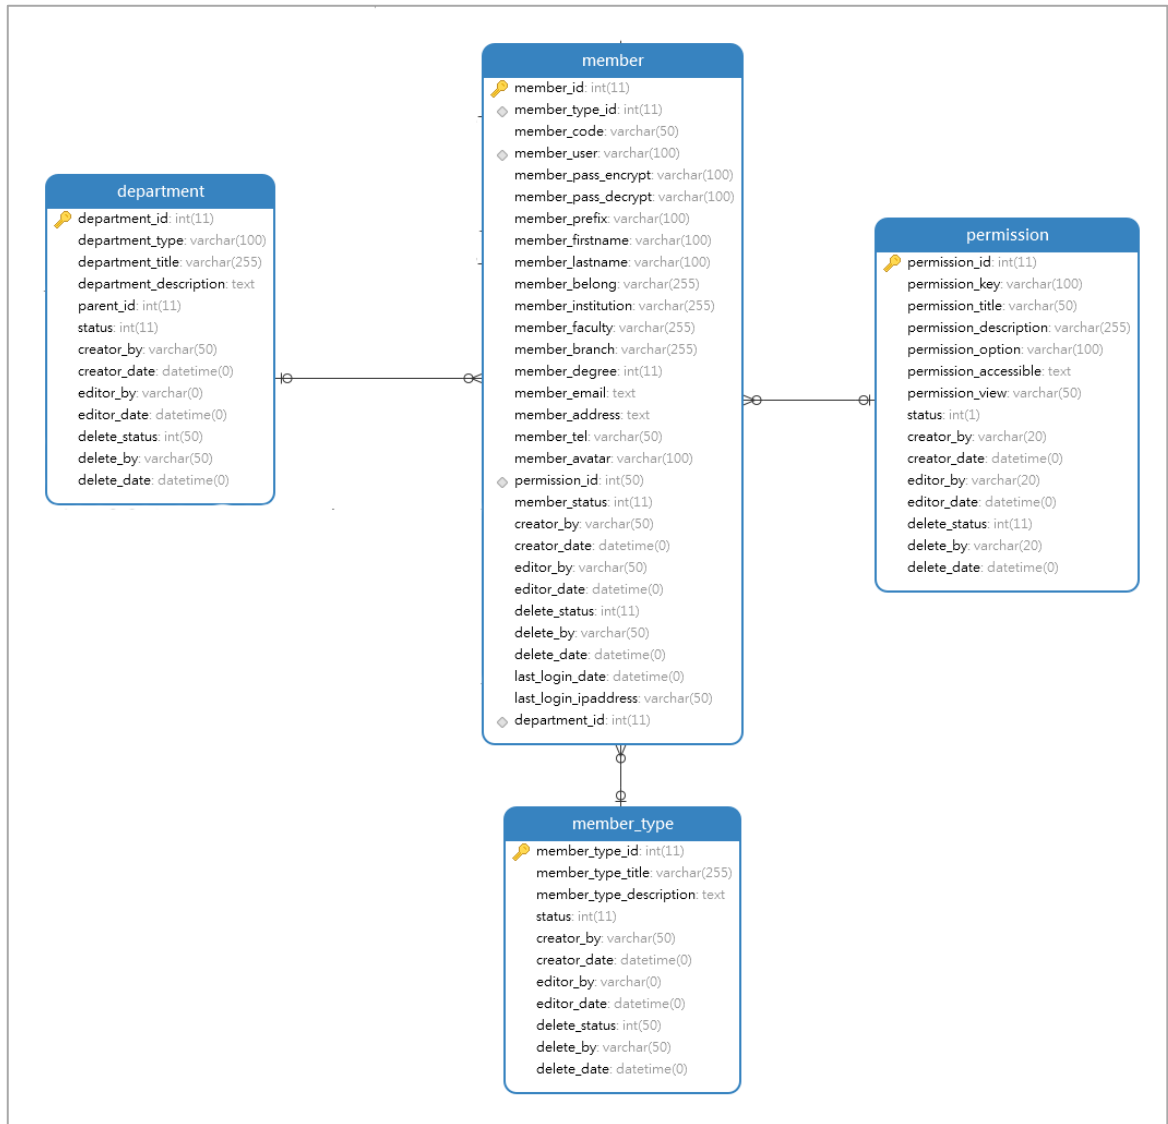 member
member_id: int(11)
member_type_id: int(11)
member_code: varchar(50)
member_user: varchar(100)
member_pass_encrypt: varchar(100)
member_pass_decrypt: varchar(100)
member_prefix: varchar(100)
member_firstname: varchar(100)
member_lastname: varchar(100)
member_belong: varchar(255)
member_institution: varchar(255)
member_faculty: varchar(255)
member_branch: varchar(255)
member_degree: int(11)
member_email: text
member_address: text
member_tel: varchar(50)
member_avatar: varchar(100)
permission_id: int(50)
member_status: int(11)
creator_by: varchar(50)
creator_date: datetime(0)
editor_by: varchar(50)
editor_date: datetime(0)
delete_status: int(11)
delete_by: varchar(50)
delete_date: datetime(0)
last_login_date: datetime(0)
last_login_ipaddress: varchar(50)
department_id: int(11)
department
department_id: int(11)
department_type: varchar(100)
department_title: varchar(255)
department_description: text
parent_id: int(11)
status: int(11)
creator_by: varchar(50)
creator_date: datetime(0)
editor_by: varchar(0)
editor_date: datetime(0)
delete_status: int(50)
delete_by: varchar(50)
delete_date: datetime(0)
permission
permission_id: int(11)
permission_key: varchar(100)
permission_title: varchar(50)
permission_description: varchar(255)
permission_option: varchar(100)
permission_accessible: text
permission_view: varchar(50)
status: int(1)
creator_by: varchar(20)
creator_date: datetime(0)
editor_by: varchar(20)
editor_date: datetime(0)
delete_status: int(11)
delete_by: varchar(20)
delete_date: datetime(0)
member_type
member_type_id: int(11)
member_type_title: varchar(255)
member_type_description: text
status: int(11)
creator_by: varchar(50)
creator_date: datetime(0)
editor_by: varchar(0)
editor_date: datetime(0)
delete_status: int(50)
delete_by: varchar(50)
delete_date: datetime(0)